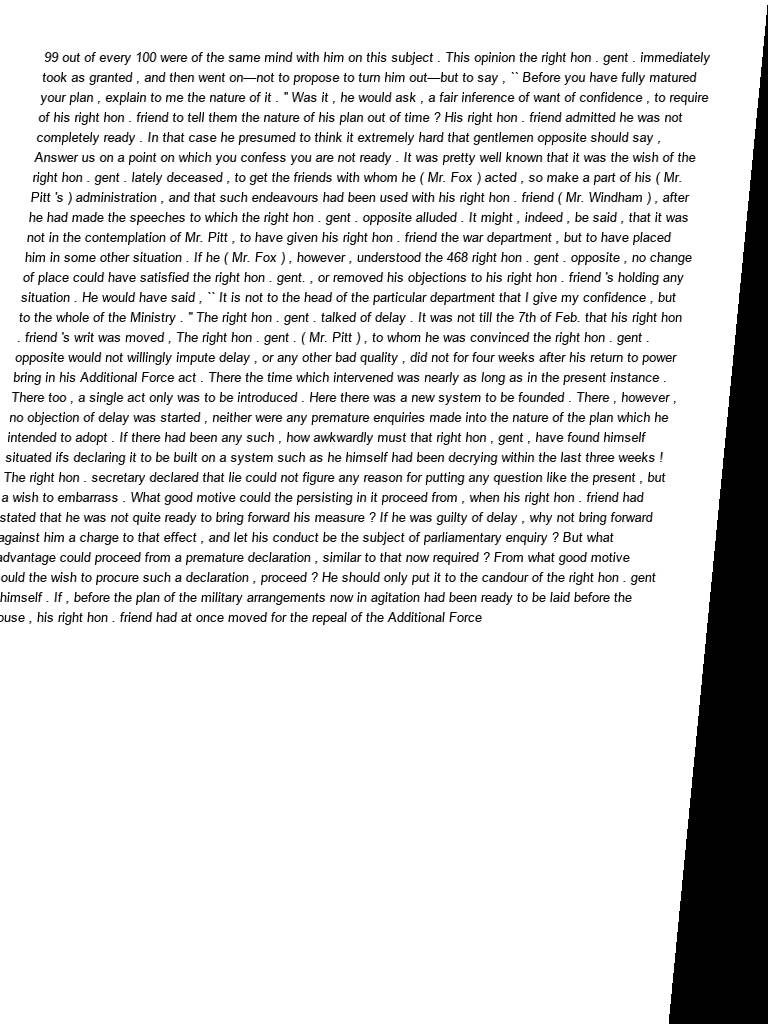 99 out of every 100 were of the same mind with him on this subject . This opinion the right hon . gent . immediately
took as granted , and then went on—not to propose to turn him out—but to say , `` Before you have fully matured
your plan , explain to me the nature of it . '' Was it , he would ask , a fair inference of want of confidence , to require
of his right hon . friend to tell them the nature of his plan out of time ? His right hon . friend admitted he was not
completely ready . In that case he presumed to think it extremely hard that gentlemen opposite should say ,
Answer us on a point on which you confess you are not ready . It was pretty well known that it was the wish of the
right hon . gent . lately deceased , to get the friends with whom he ( Mr. Fox ) acted , so make a part of his ( Mr.
Pitt 's ) administration , and that such endeavours had been used with his right hon . friend ( Mr. Windham ) , after
he had made the speeches to which the right hon . gent . opposite alluded . It might , indeed , be said , that it was
not in the contemplation of Mr. Pitt , to have given his right hon . friend the war department , but to have placed
him in some other situation . If he ( Mr. Fox ) , however , understood the 468 right hon . gent . opposite , no change
of place could have satisfied the right hon . gent. , or removed his objections to his right hon . friend 's holding any
situation . He would have said , `` It is not to the head of the particular department that I give my confidence , but
to the whole of the Ministry . '' The right hon . gent . talked of delay . It was not till the 7th of Feb. that his right hon
. friend 's writ was moved , The right hon . gent . ( Mr. Pitt ) , to whom he was convinced the right hon . gent .
opposite would not willingly impute delay , or any other bad quality , did not for four weeks after his return to power
bring in his Additional Force act . There the time which intervened was nearly as long as in the present instance .
There too , a single act only was to be introduced . Here there was a new system to be founded . There , however ,
no objection of delay was started , neither were any premature enquiries made into the nature of the plan which he
intended to adopt . If there had been any such , how awkwardly must that right hon , gent , have found himself
situated ifs declaring it to be built on a system such as he himself had been decrying within the last three weeks !
The right hon . secretary declared that lie could not figure any reason for putting any question like the present , but
a wish to embarrass . What good motive could the persisting in it proceed from , when his right hon . friend had
stated that he was not quite ready to bring forward his measure ? If he was guilty of delay , why not bring forward
against him a charge to that effect , and let his conduct be the subject of parliamentary enquiry ? But what
advantage could proceed from a premature declaration , similar to that now required ? From what good motive
ould the wish to procure such a declaration , proceed ? He should only put it to the candour of the right hon . gent
himself . If , before the plan of the military arrangements now in agitation had been ready to be laid before the
ouse , his right hon . friend had at once moved for the repeal of the Additional Force